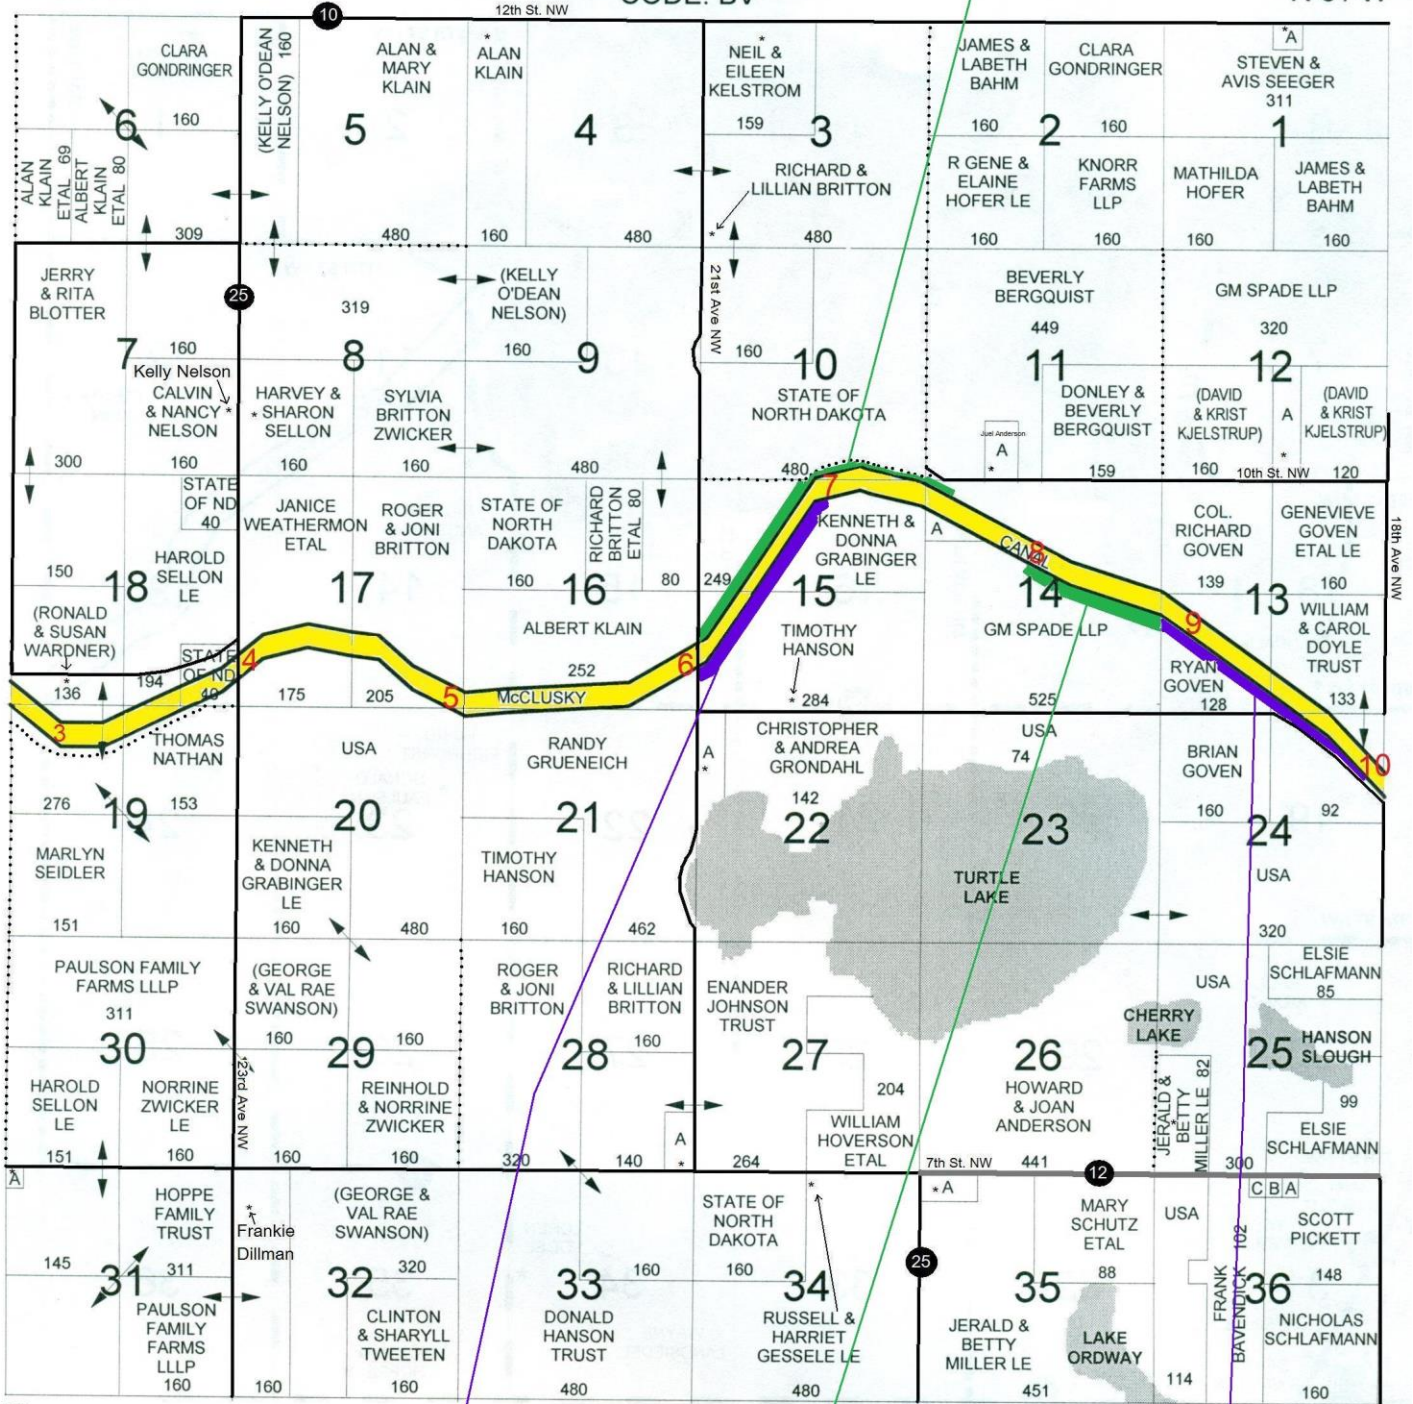 10
12th St. NW
CLARA
GONDRINGER
160
6
ALAN
KLAIN
ETAL 69
ALBERT
KLAIN
ETAL 80
309
(KELLY O'DEAN
NELSON) 160
ALAN &
MARY
KLAIN
5
480
* ALAN
KLAIN
4
160
480
*
NEIL &
EILEEN
KELSTROM
159
3
RICHARD &
LILLIAN BRITTON
*
480
JAMES &
LABETH
BAHM
160
CLARA
GONDRINGER
160
2
R GENE &
ELAINE
HOFER LE
160
KNORR
FARMS
LLP
160
*A
STEVEN &
AVIS SEEGER
311
1
MATHILDA
HOFER
160
JAMES &
LABETH
BAHM
160
JERRY
& RITA
BLOTTER
7
160
Kelly Nelson
CALVIN
& NANCY *
NELSON
300
160
25
319
8
HARVEY &
* SHARON
SELLON
160
SYLVIA
BRITTON
ZWICKER
160
(KELLY
O'DEAN
NELSON)
160
9
480
21st Ave NW
160
10
STATE OF
NORTH DAKOTA
480
BEVERLY
BERGQUIST
449
11
DONLEY &
BEVERLY
BERGQUIST
Juel Anderson
A
*
159
GM SPADE LLP
320
12
(DAVID
& KRIST
KJELSTRUP)
160
A
*
(DAVID
& KRIST
KJELSTRUP)
10th St. NW
120
STATE
OF ND
40
150
18
HAROLD
SELLON
LE
(RONALD
& SUSAN
WARDNER)
*
136
194
STATE
OF ND
40
3
JANICE
WEATHERMON
ETAL
ROGER
& JONI
BRITTON
17
4
175
205
5
STATE OF
NORTH
DAKOTA
160
16
RICHARD
BRITTON
ETAL 80
80
ALBERT KLAIN
252
McCLUSKY
6
7
249
KENNETH &
DONNA
GRABINGER
LE
15
TIMOTHY
HANSON
* 284
A
CANAL
8
14
GM SPADE LLP
525
COL.
RICHARD
GOVEN
139
GENEVIEVE
GOVEN
ETAL LE
160
18th Ave NW
13
9
WILLIAM
& CAROL
DOYLE
TRUST
133
RYAN
GOVEN
128
10
THOMAS
NATHAN
276
19
153
MARLYN
SEIDLER
151
USA
20
KENNETH
& DONNA
GRABINGER
LE
160
480
RANDY
GRUENEICH
21
TIMOTHY
HANSON
160
462
A
*
CHRISTOPHER
& ANDREA
GRONDAHL
142
22
USA
74
23
TURTLE
LAKE
BRIAN
GOVEN
160
24
92
USA
320
PAULSON FAMILY
FARMS LLLP
311
30
HAROLD
SELLON
LE
151
NORRINE
ZWICKER
LE
160
23rd Ave NW
(GEORGE
& VAL RAE
SWANSON)
160
29
160
REINHOLD
& NORRINE
ZWICKER
160
160
ROGER
& JONI
BRITTON
RICHARD
& LILLIAN
BRITTON
28
160
320
140
A
*
ENANDER
JOHNSON
TRUST
27
204
WILLIAM
HOVERSON
ETAL
264
26
HOWARD
& JOAN
ANDERSON
7th St. NW
441
12
USA
CHERRY
LAKE
JERALD &
* BETTY
MILLER LE 82
ELSIE
SCHLAFMANN
85
25
HANSON
SLOUGH
99
ELSIE
SCHLAFMANN
300
*
A
HOPPE
FAMILY
TRUST
145
31
311
PAULSON
FAMILY
FARMS
LLLP
160
*
Frankie
Dillman
(GEORGE &
VAL RAE
SWANSON)
32
320
CLINTON
& SHARYLL
TWEETEN
160
160
33
160
DONALD
HANSON
TRUST
480
STATE OF
NORTH
DAKOTA
160
*
34
RUSSELL &
HARRIET
GESSELE LE
480
25
* A
MARY
SCHUTZ
ETAL
88
35
JERALD &
BETTY
MILLER LE
LAKE
ORDWAY
451
USA
114
FRANK
BAVENDICK 102
C B A
SCOTT
PICKETT
36
148
NICHOLAS
SCHLAFMANN
160